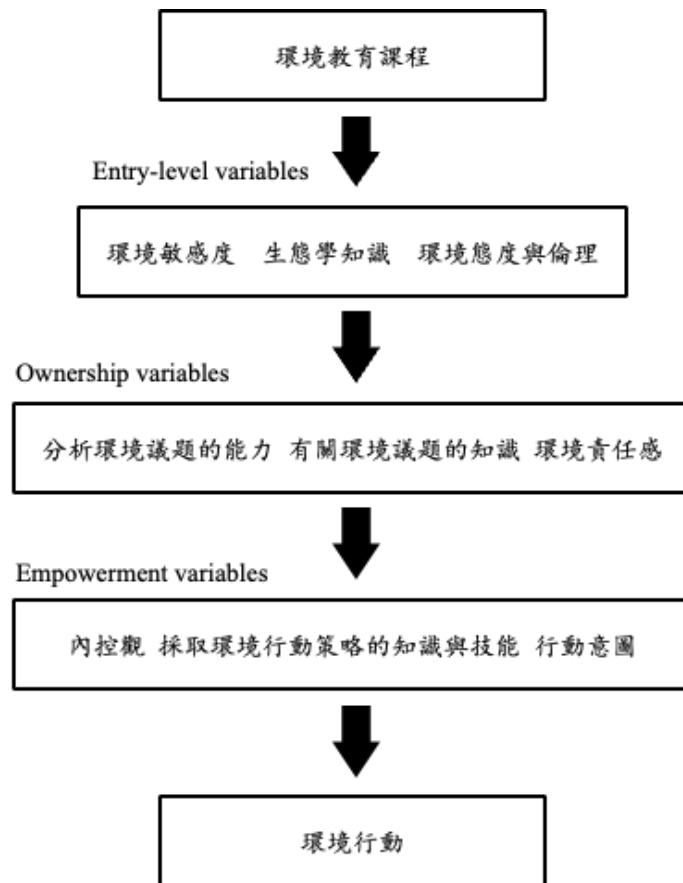 環境教育課程
Entry-level variables
環境敏感度 生態學知識 環境態度與倫理
Ownership variables
分析環境議題的能力 有關環境議題的知識 環境責任感
Empowerment variables
內控觀 採取環境行動策略的知識與技能 行動意圖
環境行動